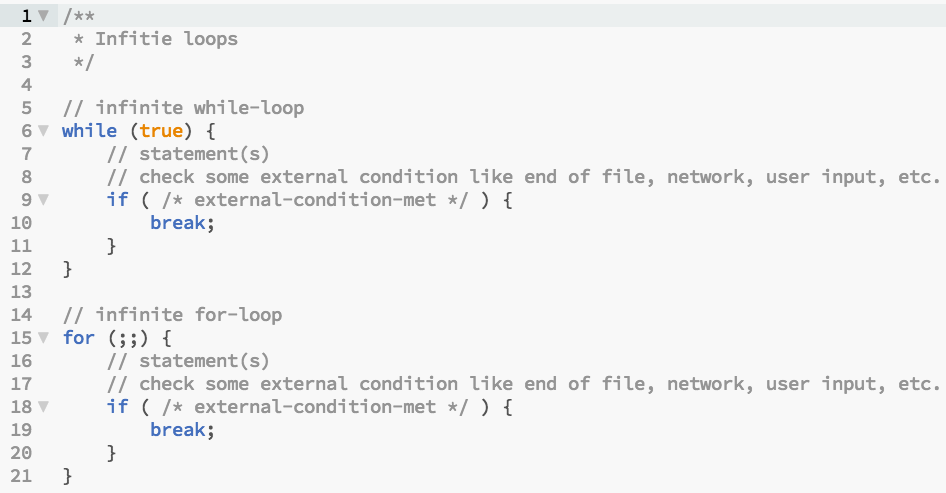 1 /**
2  * Infitie loops
3  */
4
5 // infinite while-loop
6 while (true) {
7     // statement(s)
8     // check some external condition like end of file, network, user input, etc.
9     if ( /* external-condition-met */ ) {
10         break;
11     }
12 }
13
14 // infinite for-loop
15 for (;;) {
16     // statement(s)
17     // check some external condition like end of file, network, user input, etc.
18     if ( /* external-condition-met */ ) {
19         break;
20     }
21 }